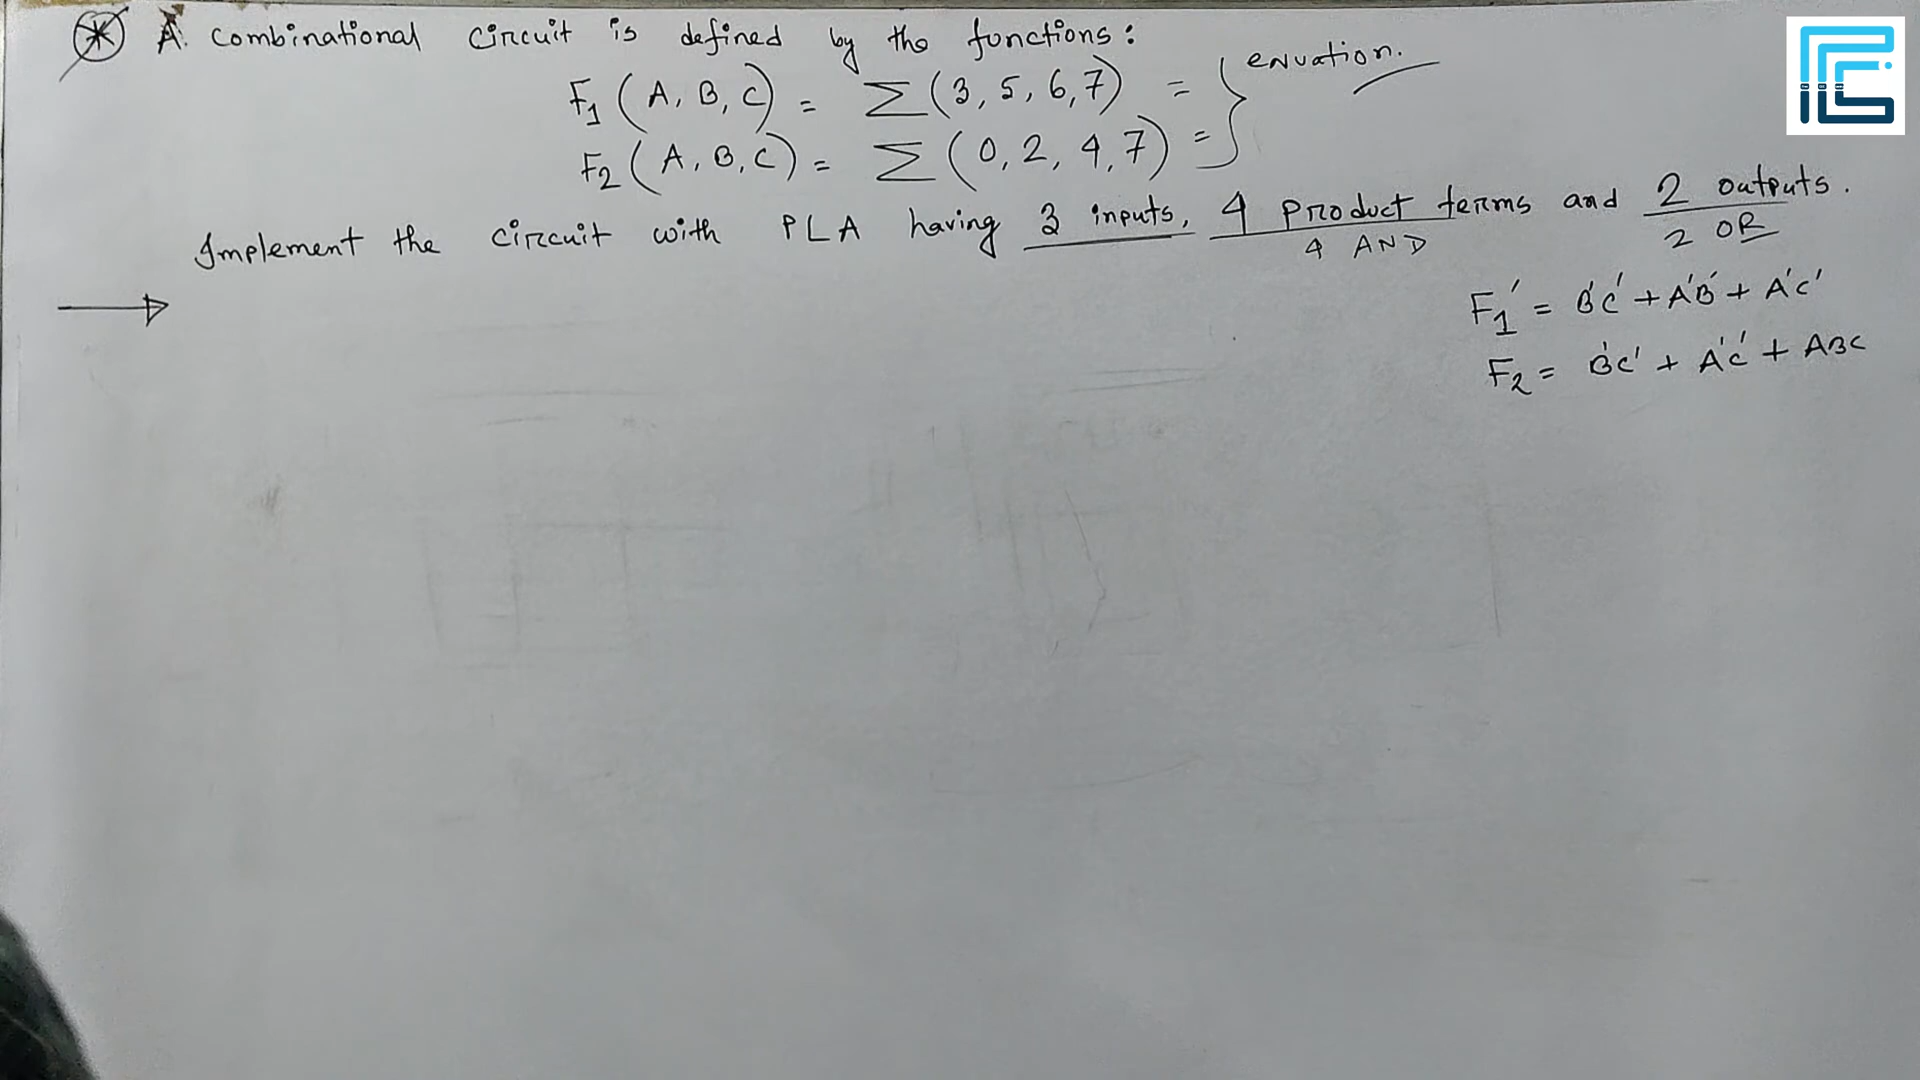 A combinational circuit is defined by the functions:
F1 (A, B, C) = Σ(3, 5, 6, 7) =
F2 (A, B, C) = Σ(0, 2, 4, 7) =
enuation.
Implement the circuit with PLA having 3 inputs, 4 product terms and 2 outputs.
4 AND 2 OR
F1' = B'C' + A'B' + A'C'
F2 = B'C' + A'C' + ABC